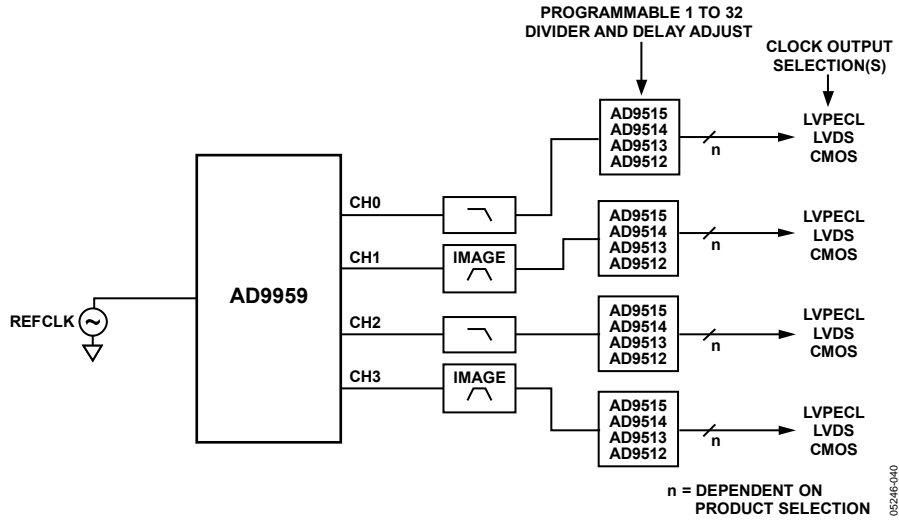 PROGRAMMABLE 1 TO 32
DIVIDER AND DELAY ADJUST
CLOCK OUTPUT
SELECTION(S)
AD9515
AD9514
AD9513
AD9512
n
LVPECL
LVDS
CMOS
CH0
AD9515
AD9514
AD9513
AD9512
n
LVPECL
LVDS
CMOS
CH1
IMAGE
AD9959
REFCLK
CH2
AD9515
AD9514
AD9513
AD9512
n
LVPECL
LVDS
CMOS
CH3
IMAGE
AD9515
AD9514
AD9513
AD9512
n
LVPECL
LVDS
CMOS
n = DEPENDENT ON
PRODUCT SELECTION
05246-040